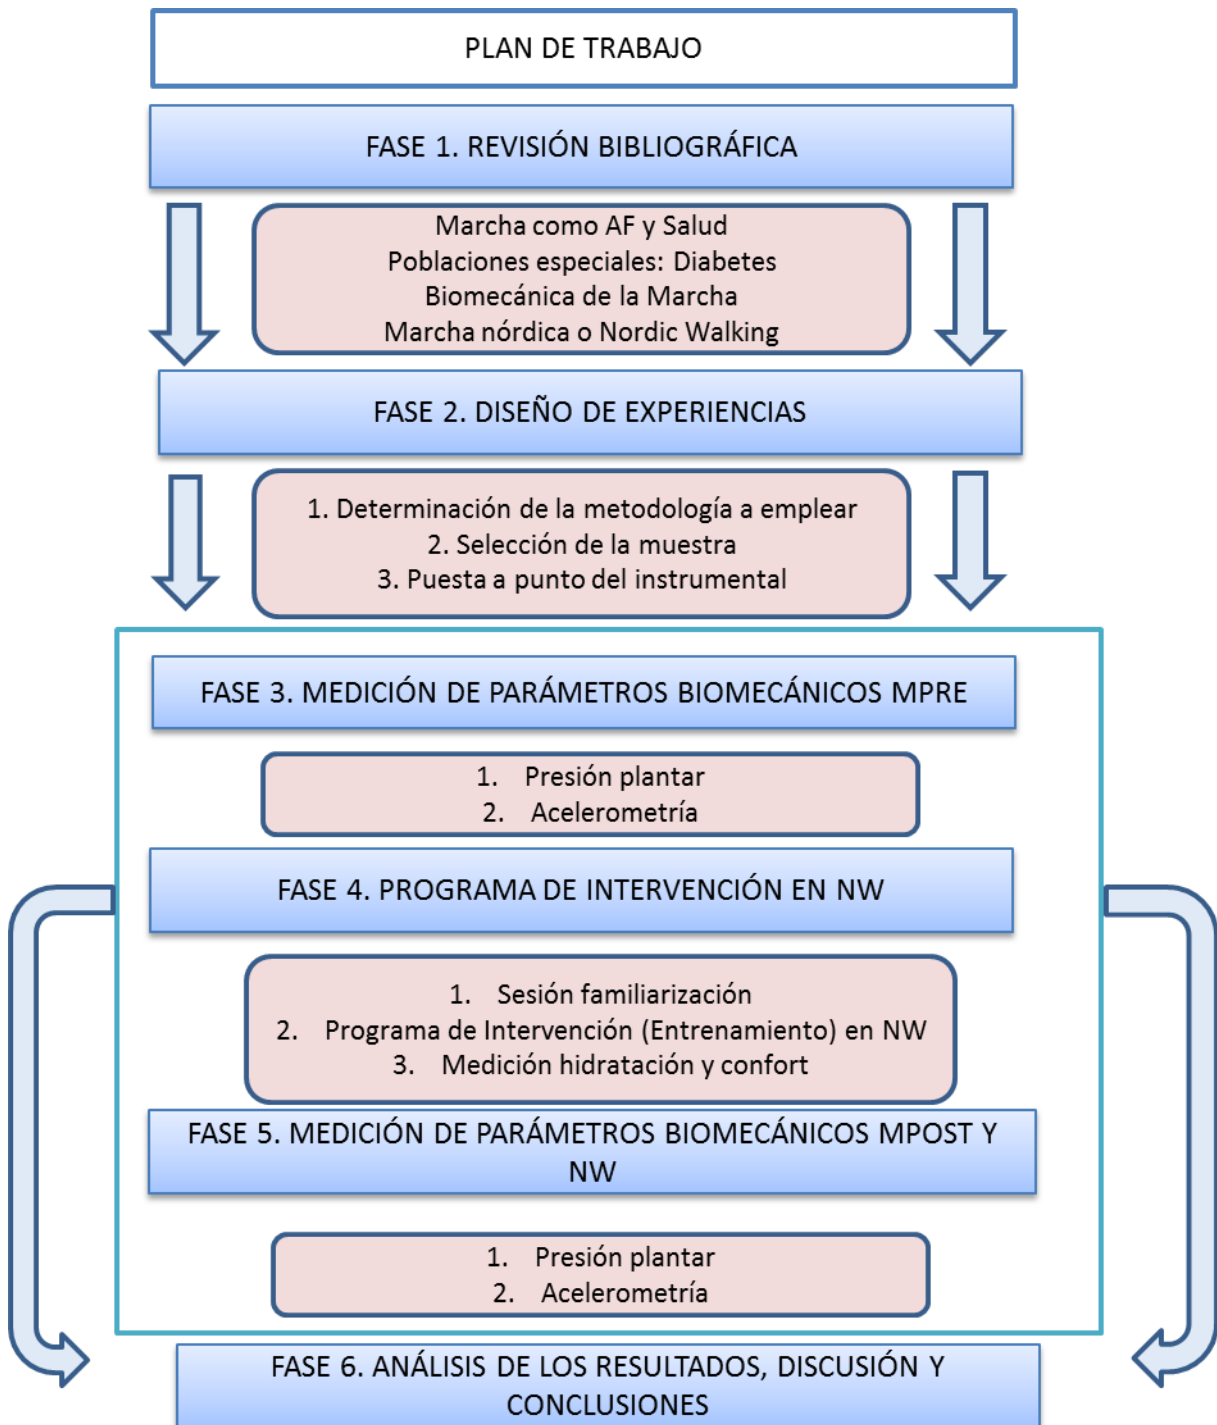 PLAN DE TRABAJO
FASE 1. REVISIÓN BIBLIOGRÁFICA
Marcha como AF y Salud
Poblaciones especiales: Diabetes
Biomecánica de la Marcha
Marcha nórdica o Nordic Walking
FASE 2. DISEÑO DE EXPERIENCIAS
1. Determinación de la metodología a emplear
2. Selección de la muestra
3. Puesta a punto del instrumental
FASE 3. MEDICIÓN DE PARÁMETROS BIOMECÁNICOS MPRE
1. Presión plantar
2. Acelerometría
FASE 4. PROGRAMA DE INTERVENCIÓN EN NW
1. Sesión familiarización
2. Programa de Intervención (Entrenamiento) en NW
3. Medición hidratación y confort
FASE 5. MEDICIÓN DE PARÁMETROS BIOMECÁNICOS MPOST Y
NW
1. Presión plantar
2. Acelerometría
FASE 6. ANÁLISIS DE LOS RESULTADOS, DISCUSIÓN Y
CONCLUSIONES